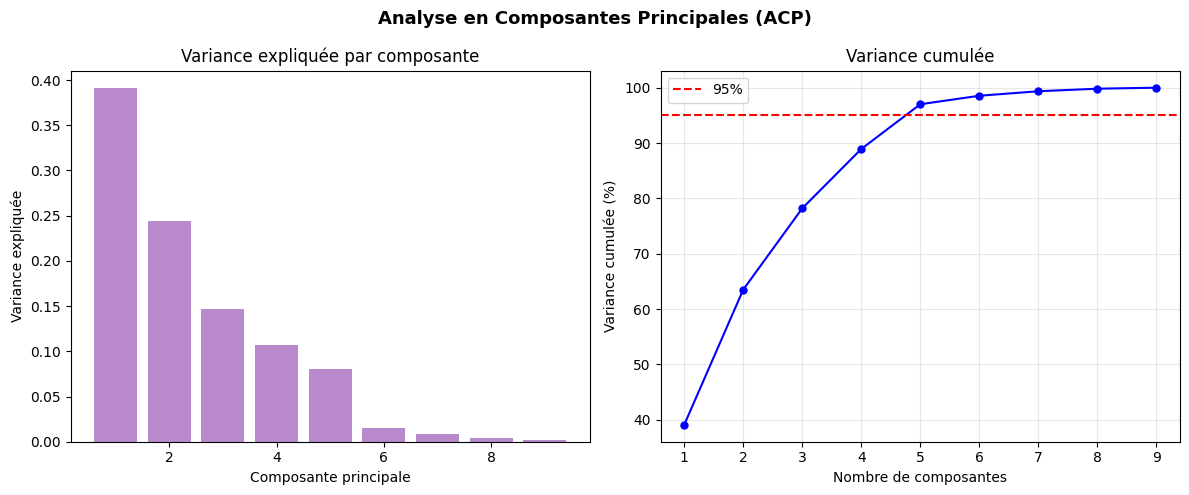 Analyse en Composantes Principales (ACP)
Variance expliquée par composante
Variance expliquée
0.40
0.35
0.30
0.25
0.20
0.15
0.10
0.05
0.00
2 4 6 8
Composante principale
Variance cumulée
95%
Variance cumulée (%)
100
90
80
70
60
50
40
1 2 3 4 5 6 7 8 9
Nombre de composantes